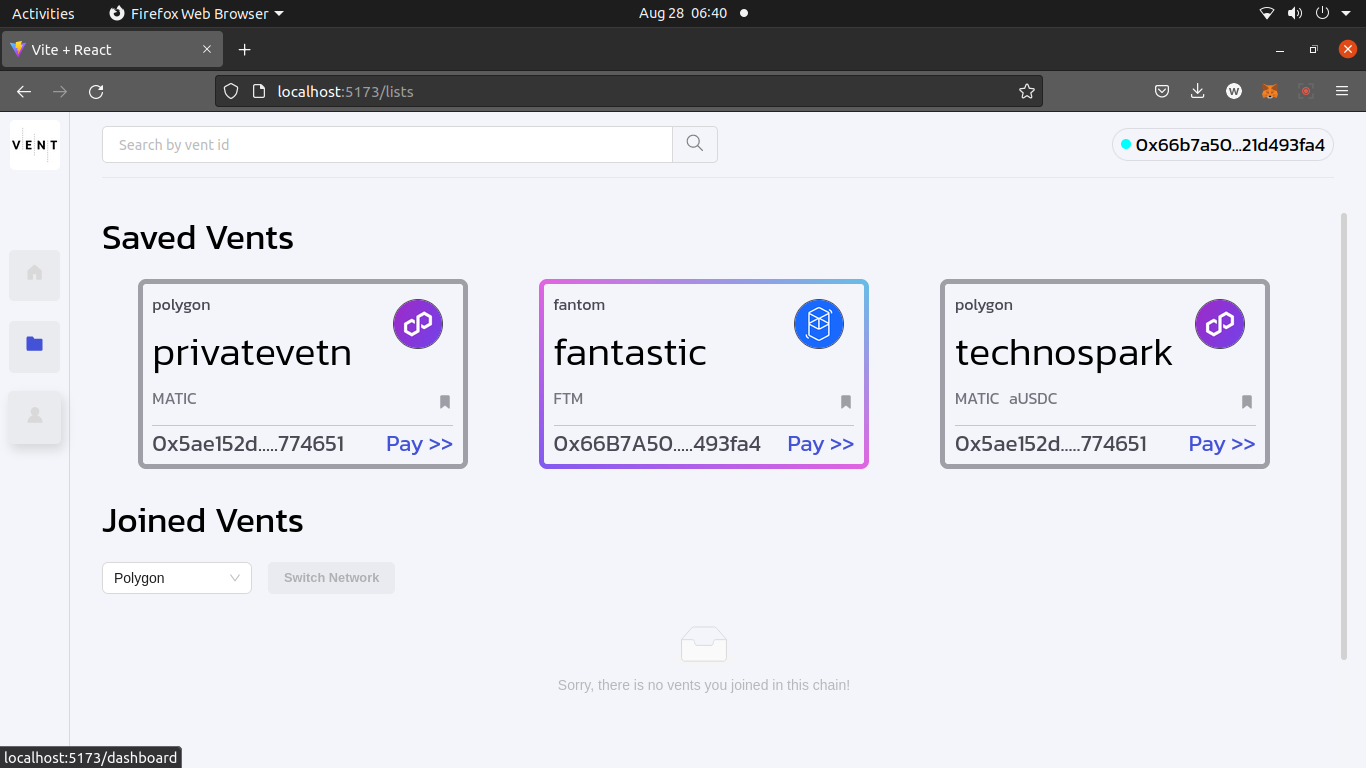 Activities Firefox Web Browser Aug 28 06:40
Vite + React
localhost:5173/lists
W
VENT
Search by vent id
0x66b7a50...21d493fa4
Saved Vents
polygon
privatevetn
MATIC
0x5ae152d.....774651 Pay >>
fantom
fantastic
FTM
0x66B7A50.....493fa4 Pay >>
polygon
technospark
MATIC aUSDC
0x5ae152d.....774651 Pay >>
Joined Vents
Polygon
Switch Network
Sorry, there is no vents you joined in this chain!
localhost:5173/dashboard